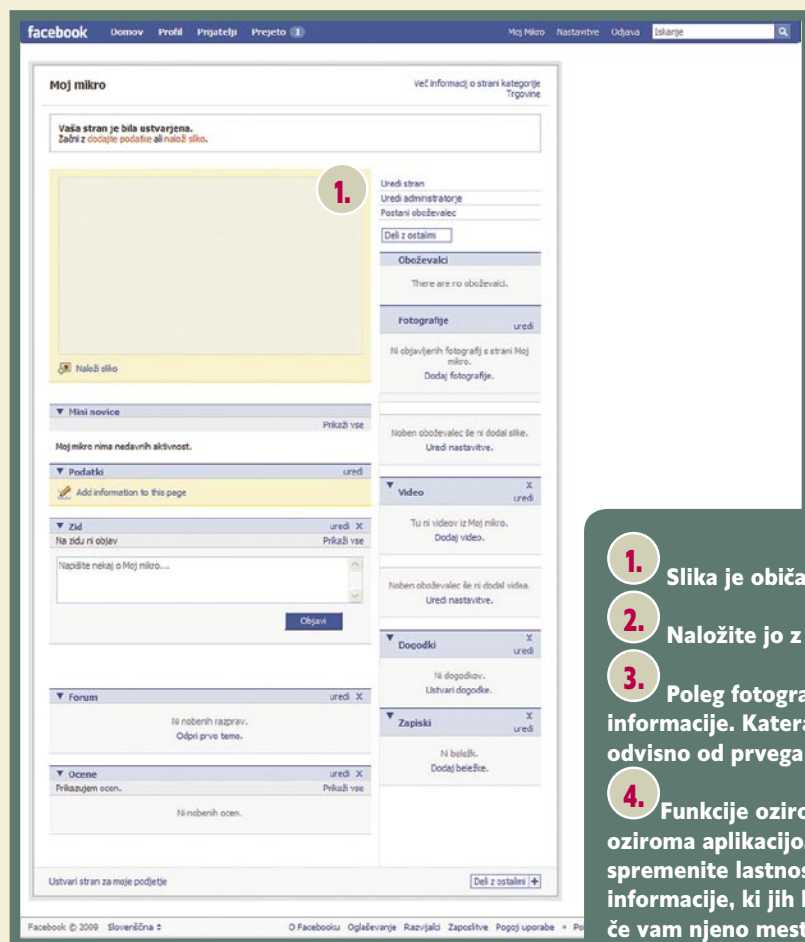 facebook Domov Profil Prijatelji Prejeto 1 Moj Mikro Nastavitve Odjava Iskanje
Moj mikro
Več informacij o strani kategorije
Trgovine
Vaša stran je bila ustvarjena.
Začni z dodajte podatke ali naloži sliko.
1.
Naloži sliko
Mini novice
Prikaži vse
Moj mikro nima nedavnih aktivnost.
Podatki uredi
Add information to this page
Zid uredi X
Na zidu ni objav Prikaži vse
Napišite nekaj o Moj mikro...
Objavi
Forum uredi X
Ni nobenih razprav.
Odpri prvo temo.
Ocene uredi X
Prikazujem ocen. Prikaži vse
Ni nobenih ocen.
Uredi stran
Uredi administratorje
Postani oboževalec
Deli z ostalmi
Oboževalci
There are no oboževalci.
Fotografije uredi
Ni objavljenih fotografij s strani Moj
mikro.
Dodaj fotografije.
Noben oboževalec še ni dodal slike.
Uredi nastavitve.
Video X
uredi
Tu ni videov iz Moj mikro.
Dodaj video.
Noben oboževalec še ni dodal videa.
Uredi nastavitve.
Dogodki X
uredi
Ni dogodkov.
Ustvari dogodke.
Zapiski X
uredi
Ni beležk.
Dodaj beležke.
Ustvari stran za moje podjetje Deli z ostalmi +
Facebook © 2009 Slovenščina O Facebooku Oglaševanje Razvijalci Zaposlitve Pogoji uporabe • Po
1. Slika je običa
2. Naložite jo z
3. Poleg fotogra
informacije. Katera
odvisno od prvega
4. Funkcije oziro
oziroma aplikacijo.
spremenite lastnos
informacije, ki jih
če vam njeno mest